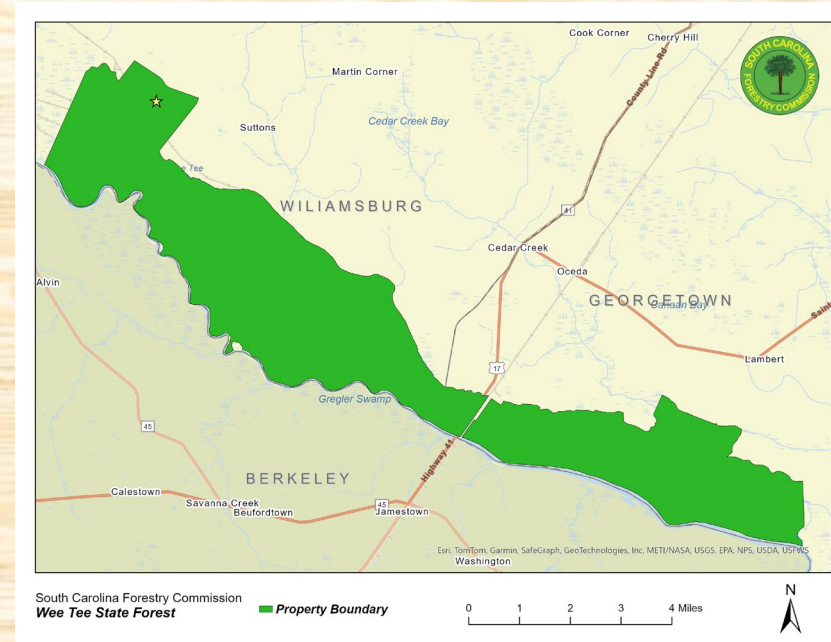 Cook Corner
Cherry Hill
SOUTH CAROLINA
FORESTRY COMMISSION
Martin Corner
County Line Rd
Cedar Creek Bay
Suttons
e Tee
WILIAMSBURG
41
Cedar Creek
Oceda
Alvin
GEORGETOWN
Saint
Lambert
17
Gregler Swamp
45
Highway 41
BERKELEY
Calestown
Savanna Creek
Beufordtown
45
Jamestown
Esri, TomTom, Garmin, SafeGraph, GeoTechnologies, Inc, METI/NASA, USGS, EPA, NPS, USDA, USFWS
Washington
South Carolina Forestry Commission
Wee Tee State Forest
Property Boundary
0 1 2 3 4 Miles
N